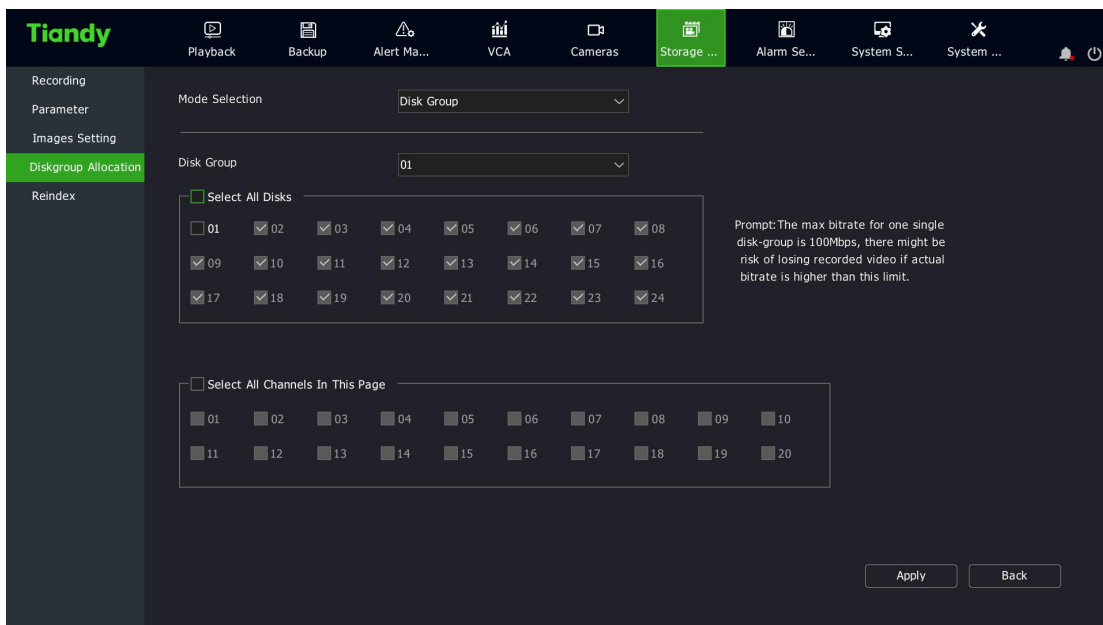 Tiandy
Playback
Backup
Alert Ma...
VCA
Cameras
Storage ...
Alarm Se...
System S...
System ...
Recording
Parameter
Images Setting
Diskgroup Allocation
Reindex
Mode Selection
Disk Group
Disk Group
01
Select All Disks
01 02 03 04 05 06 07 08
09 10 11 12 13 14 15 16
17 18 19 20 21 22 23 24
Prompt:The max bitrate for one single
disk-group is 100Mbps, there might be
risk of losing recorded video if actual
bitrate is higher than this limit.
Select All Channels In This Page
01 02 03 04 05 06 07 08 09 10
11 12 13 14 15 16 17 18 19 20
Apply
Back